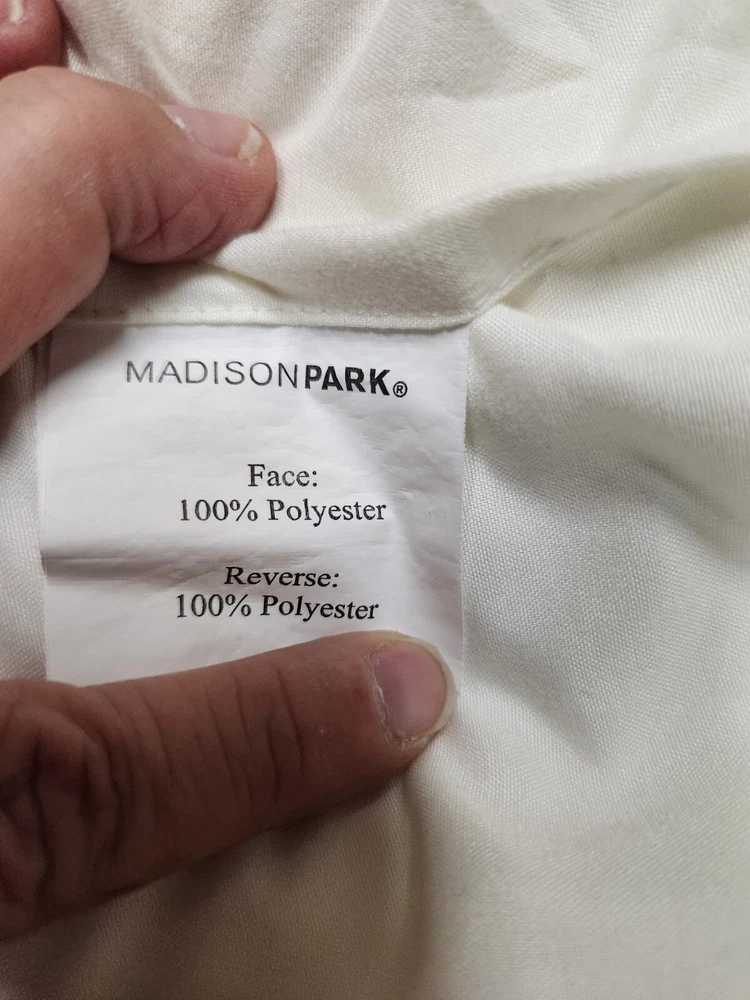 MADISONPARK®
Face:
100% Polyester
Reverse:
100% Polyester